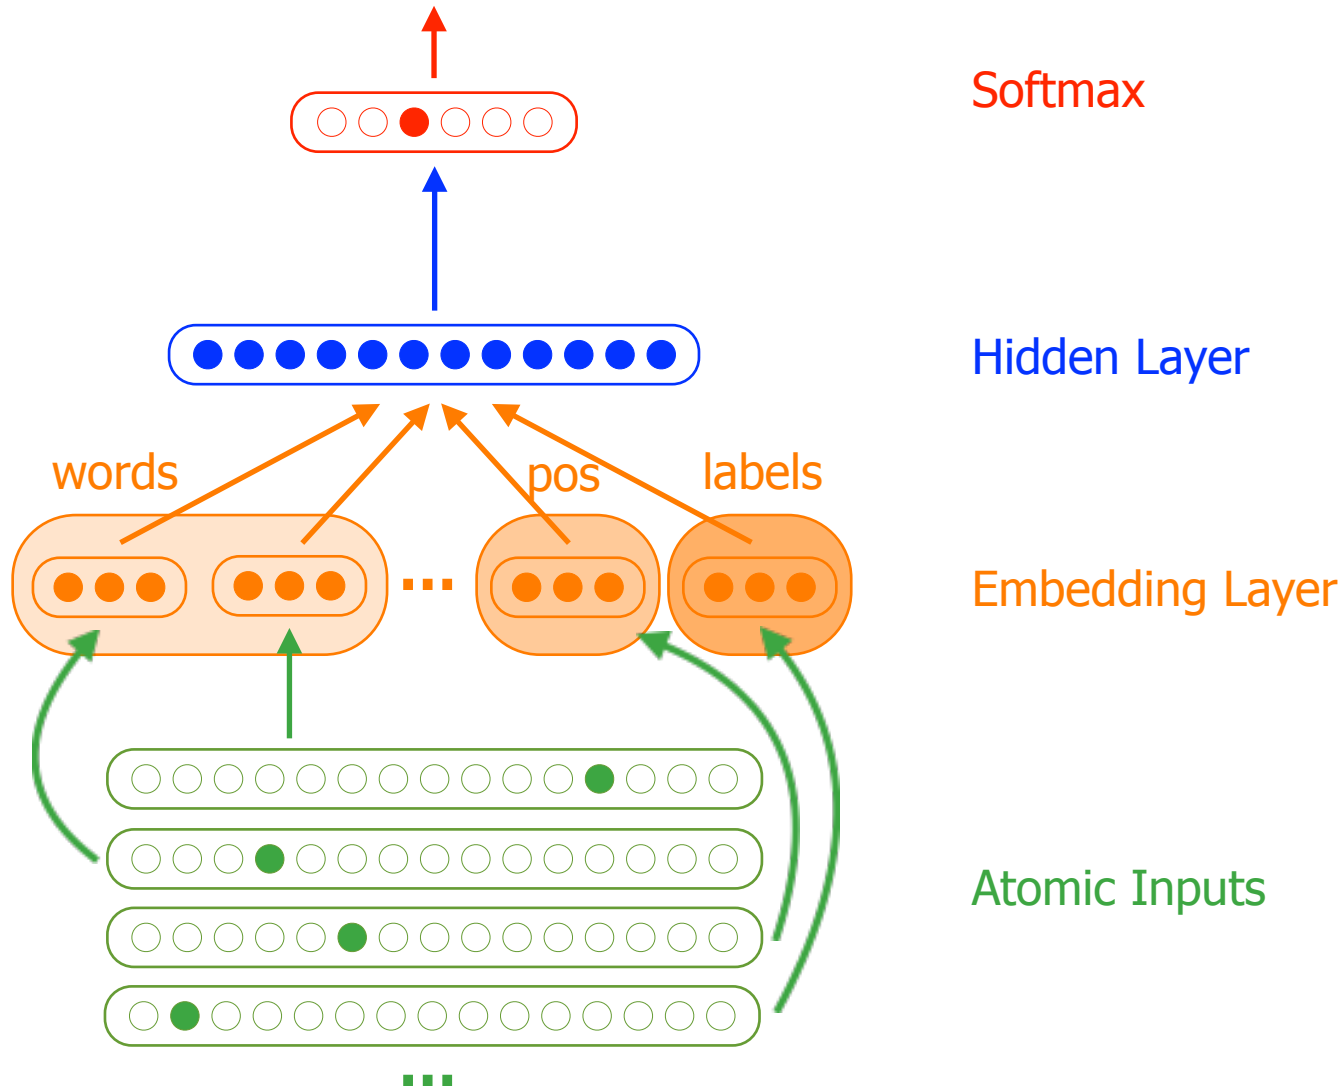 Softmax
Hidden Layer
words
pos
labels
...
Embedding Layer
Atomic Inputs
...